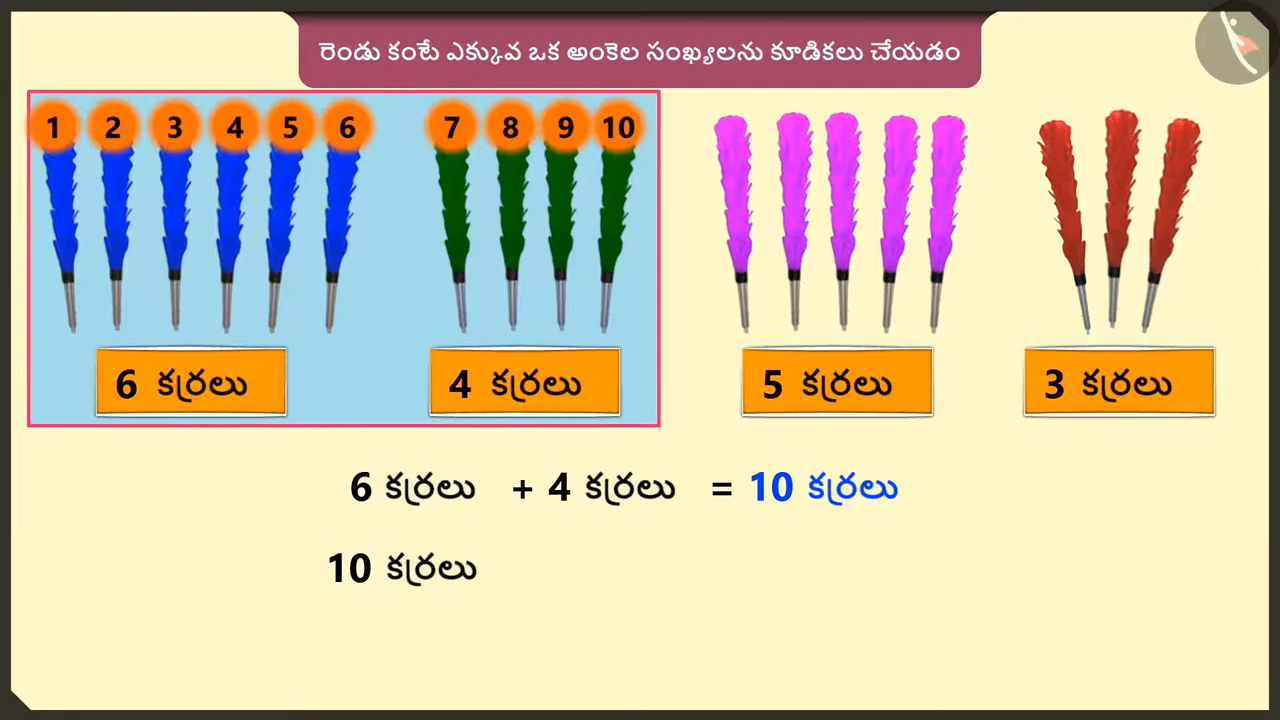 రెండు కంటే ఎక్కువ ఒక అంకెల సంఖ్యలను కూడికలు చేయడం
1 2 3 4 5 6 7 8 9 10
6 కర్రలు 4 కర్రలు 5 కర్రలు 3 కర్రలు
6 కర్రలు + 4 కర్రలు = 10 కర్రలు
10 కర్రలు